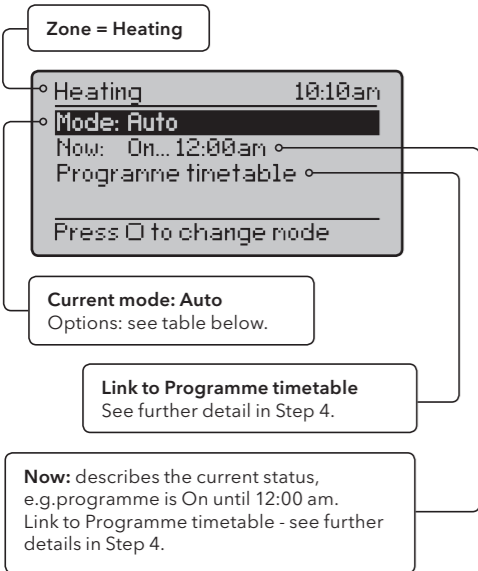 Zone = Heating
Heating 10:10am
Mode: Auto
Now: On... 12:00am
Programme timetable
Press □ to change mode
Current mode: Auto
Options: see table below.
Link to Programme timetable
See further detail in Step 4.
Now: describes the current status,
e.g.programme is On until 12:00 am.
Link to Programme timetable - see further
details in Step 4.